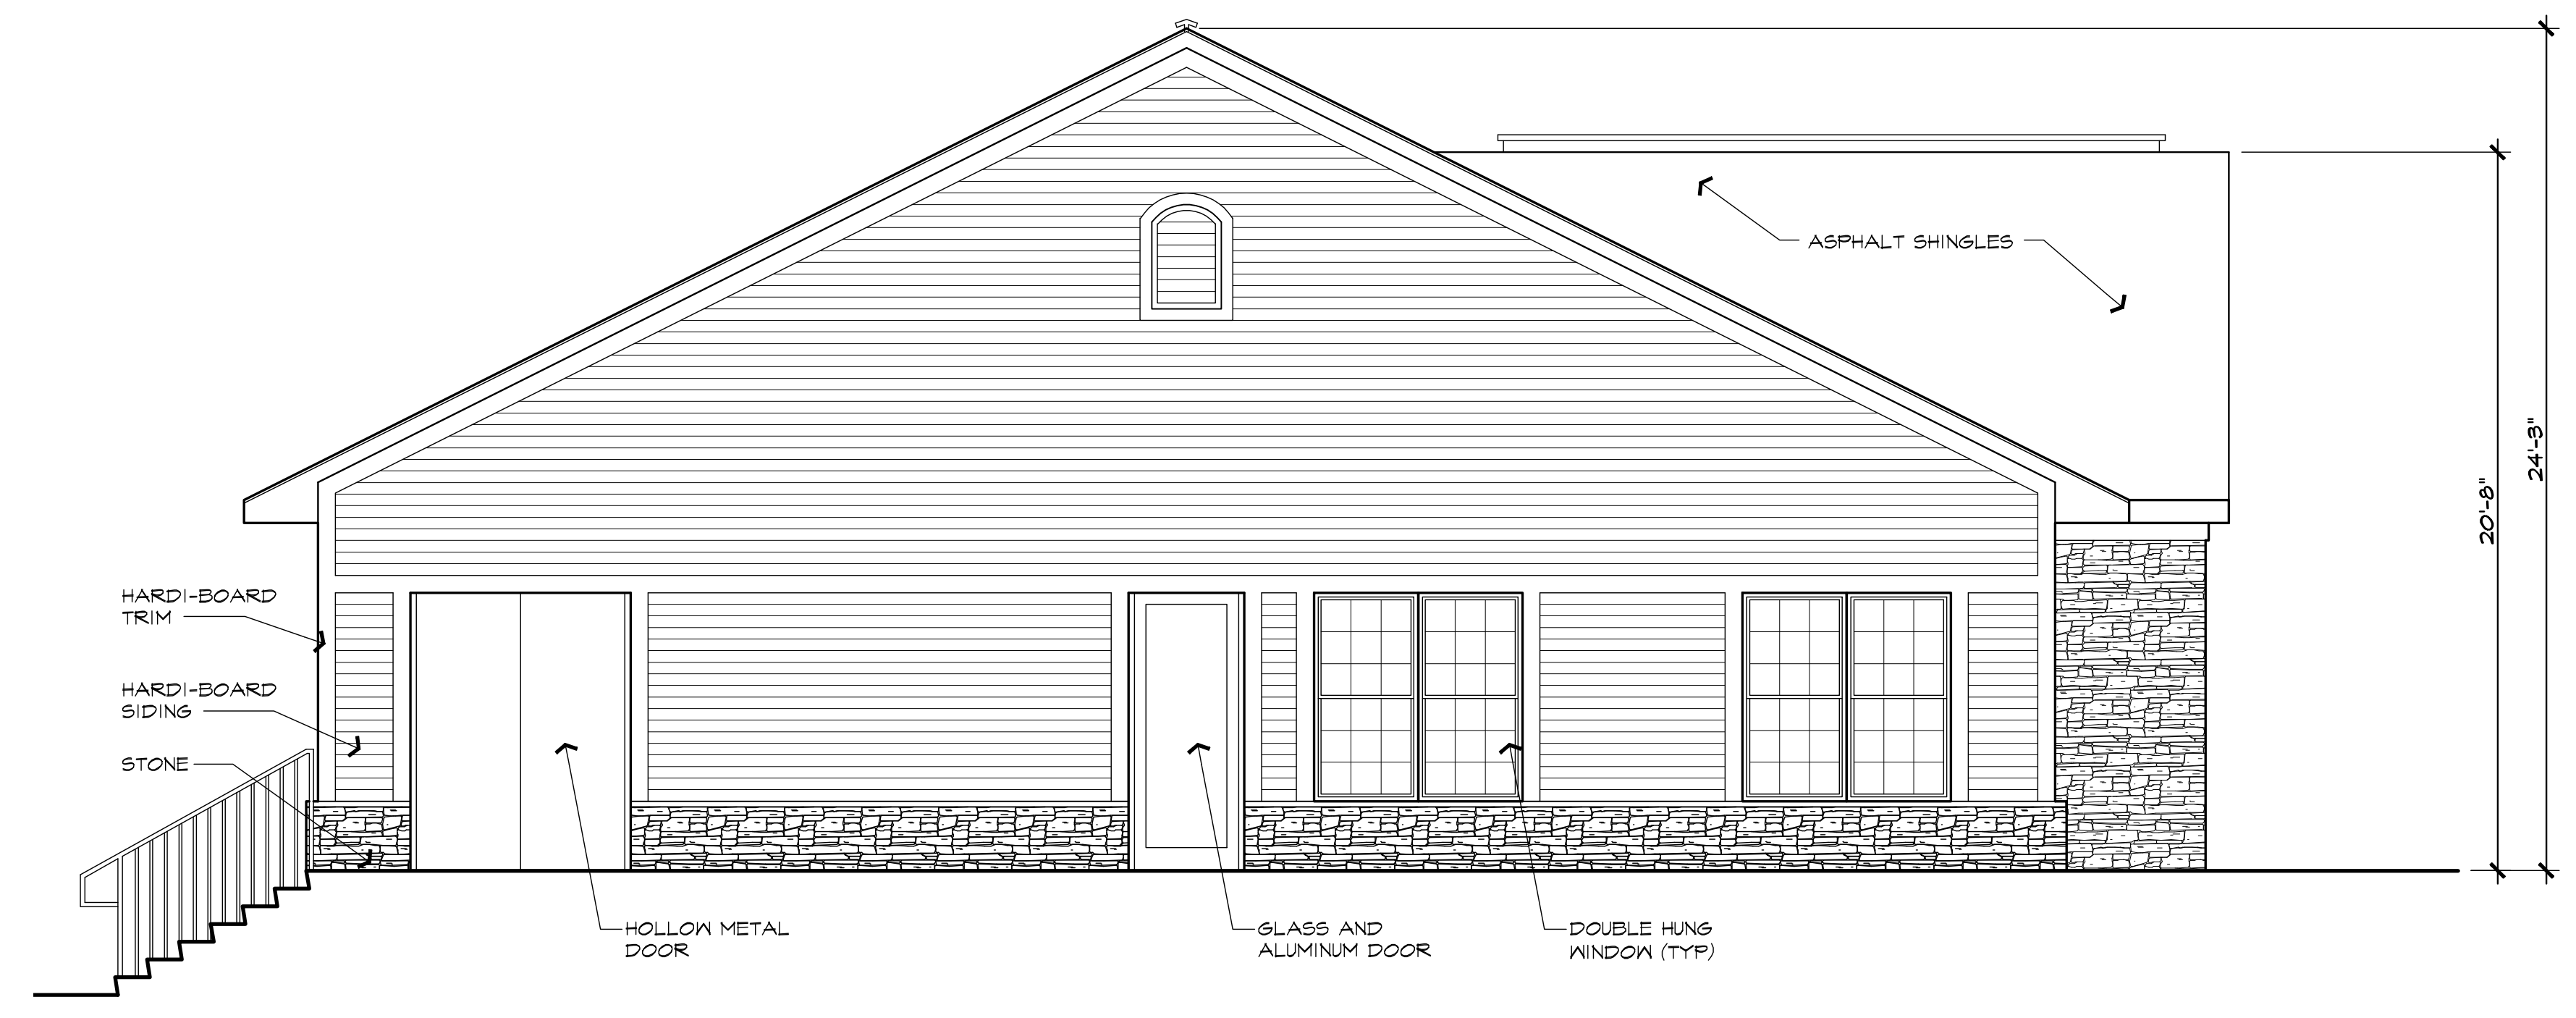 ASPHALT SHINGLES
24'-3"
20'-8"
HARDI-BOARD
TRIM
HARDI-BOARD
SIDING
STONE
HOLLOW METAL
DOOR
GLASS AND
ALUMINUM DOOR
DOUBLE HUNG
WINDOW (TYP)